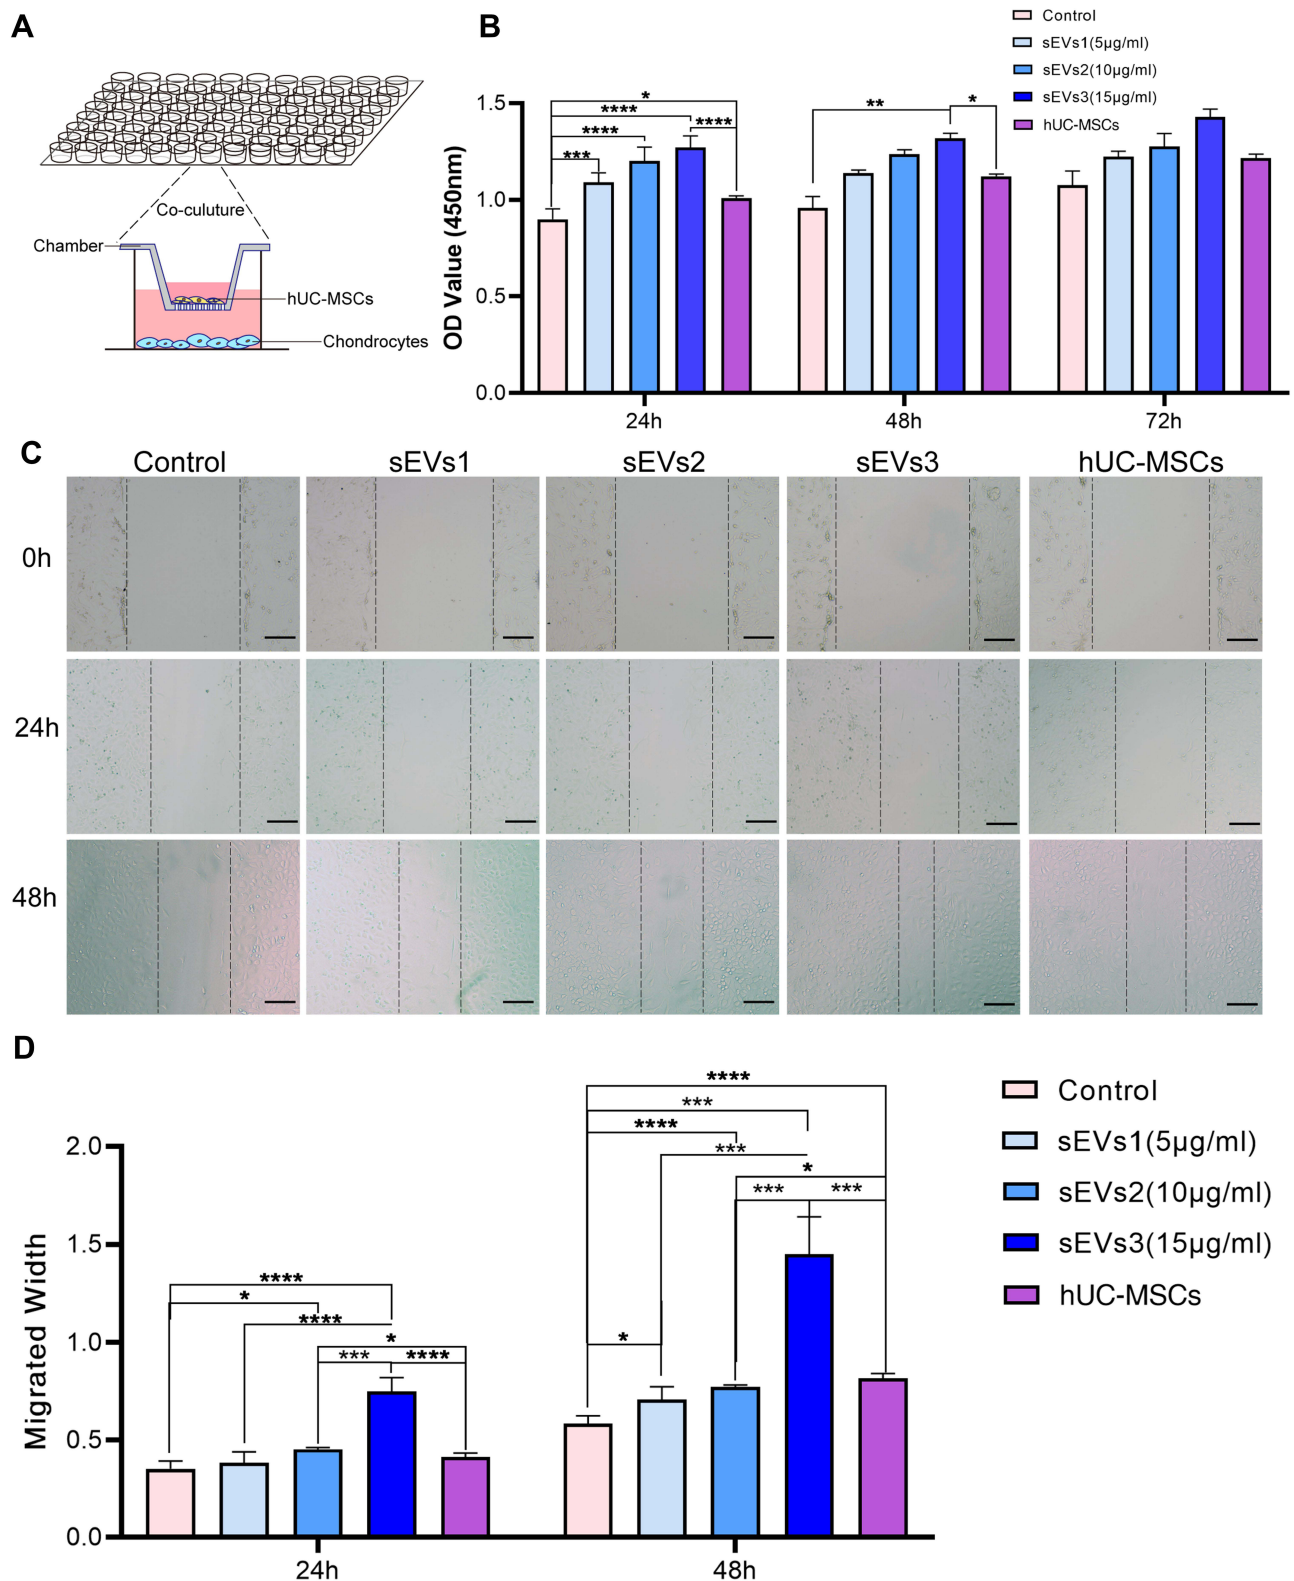 A
Co-culuture
Chamber
hUC-MSCs
Chondrocytes
B
Control
sEVs1(5μg/ml)
sEVs2(10μg/ml)
sEVs3(15μg/ml)
hUC-MSCs
OD Value (450nm)
1.5
1.0
0.5
0.0
*
****
****
****
***
**
*
24h
48h
72h
C
Control
sEVs1
sEVs2
sEVs3
hUC-MSCs
0h
24h
48h
D
Migrated Width
2.0
1.5
1.0
0.5
0.0
****
*
****
*
***
****
****
***
****
***
*
***
***
*
24h
48h
Control
sEVs1(5μg/ml)
sEVs2(10μg/ml)
sEVs3(15μg/ml)
hUC-MSCs